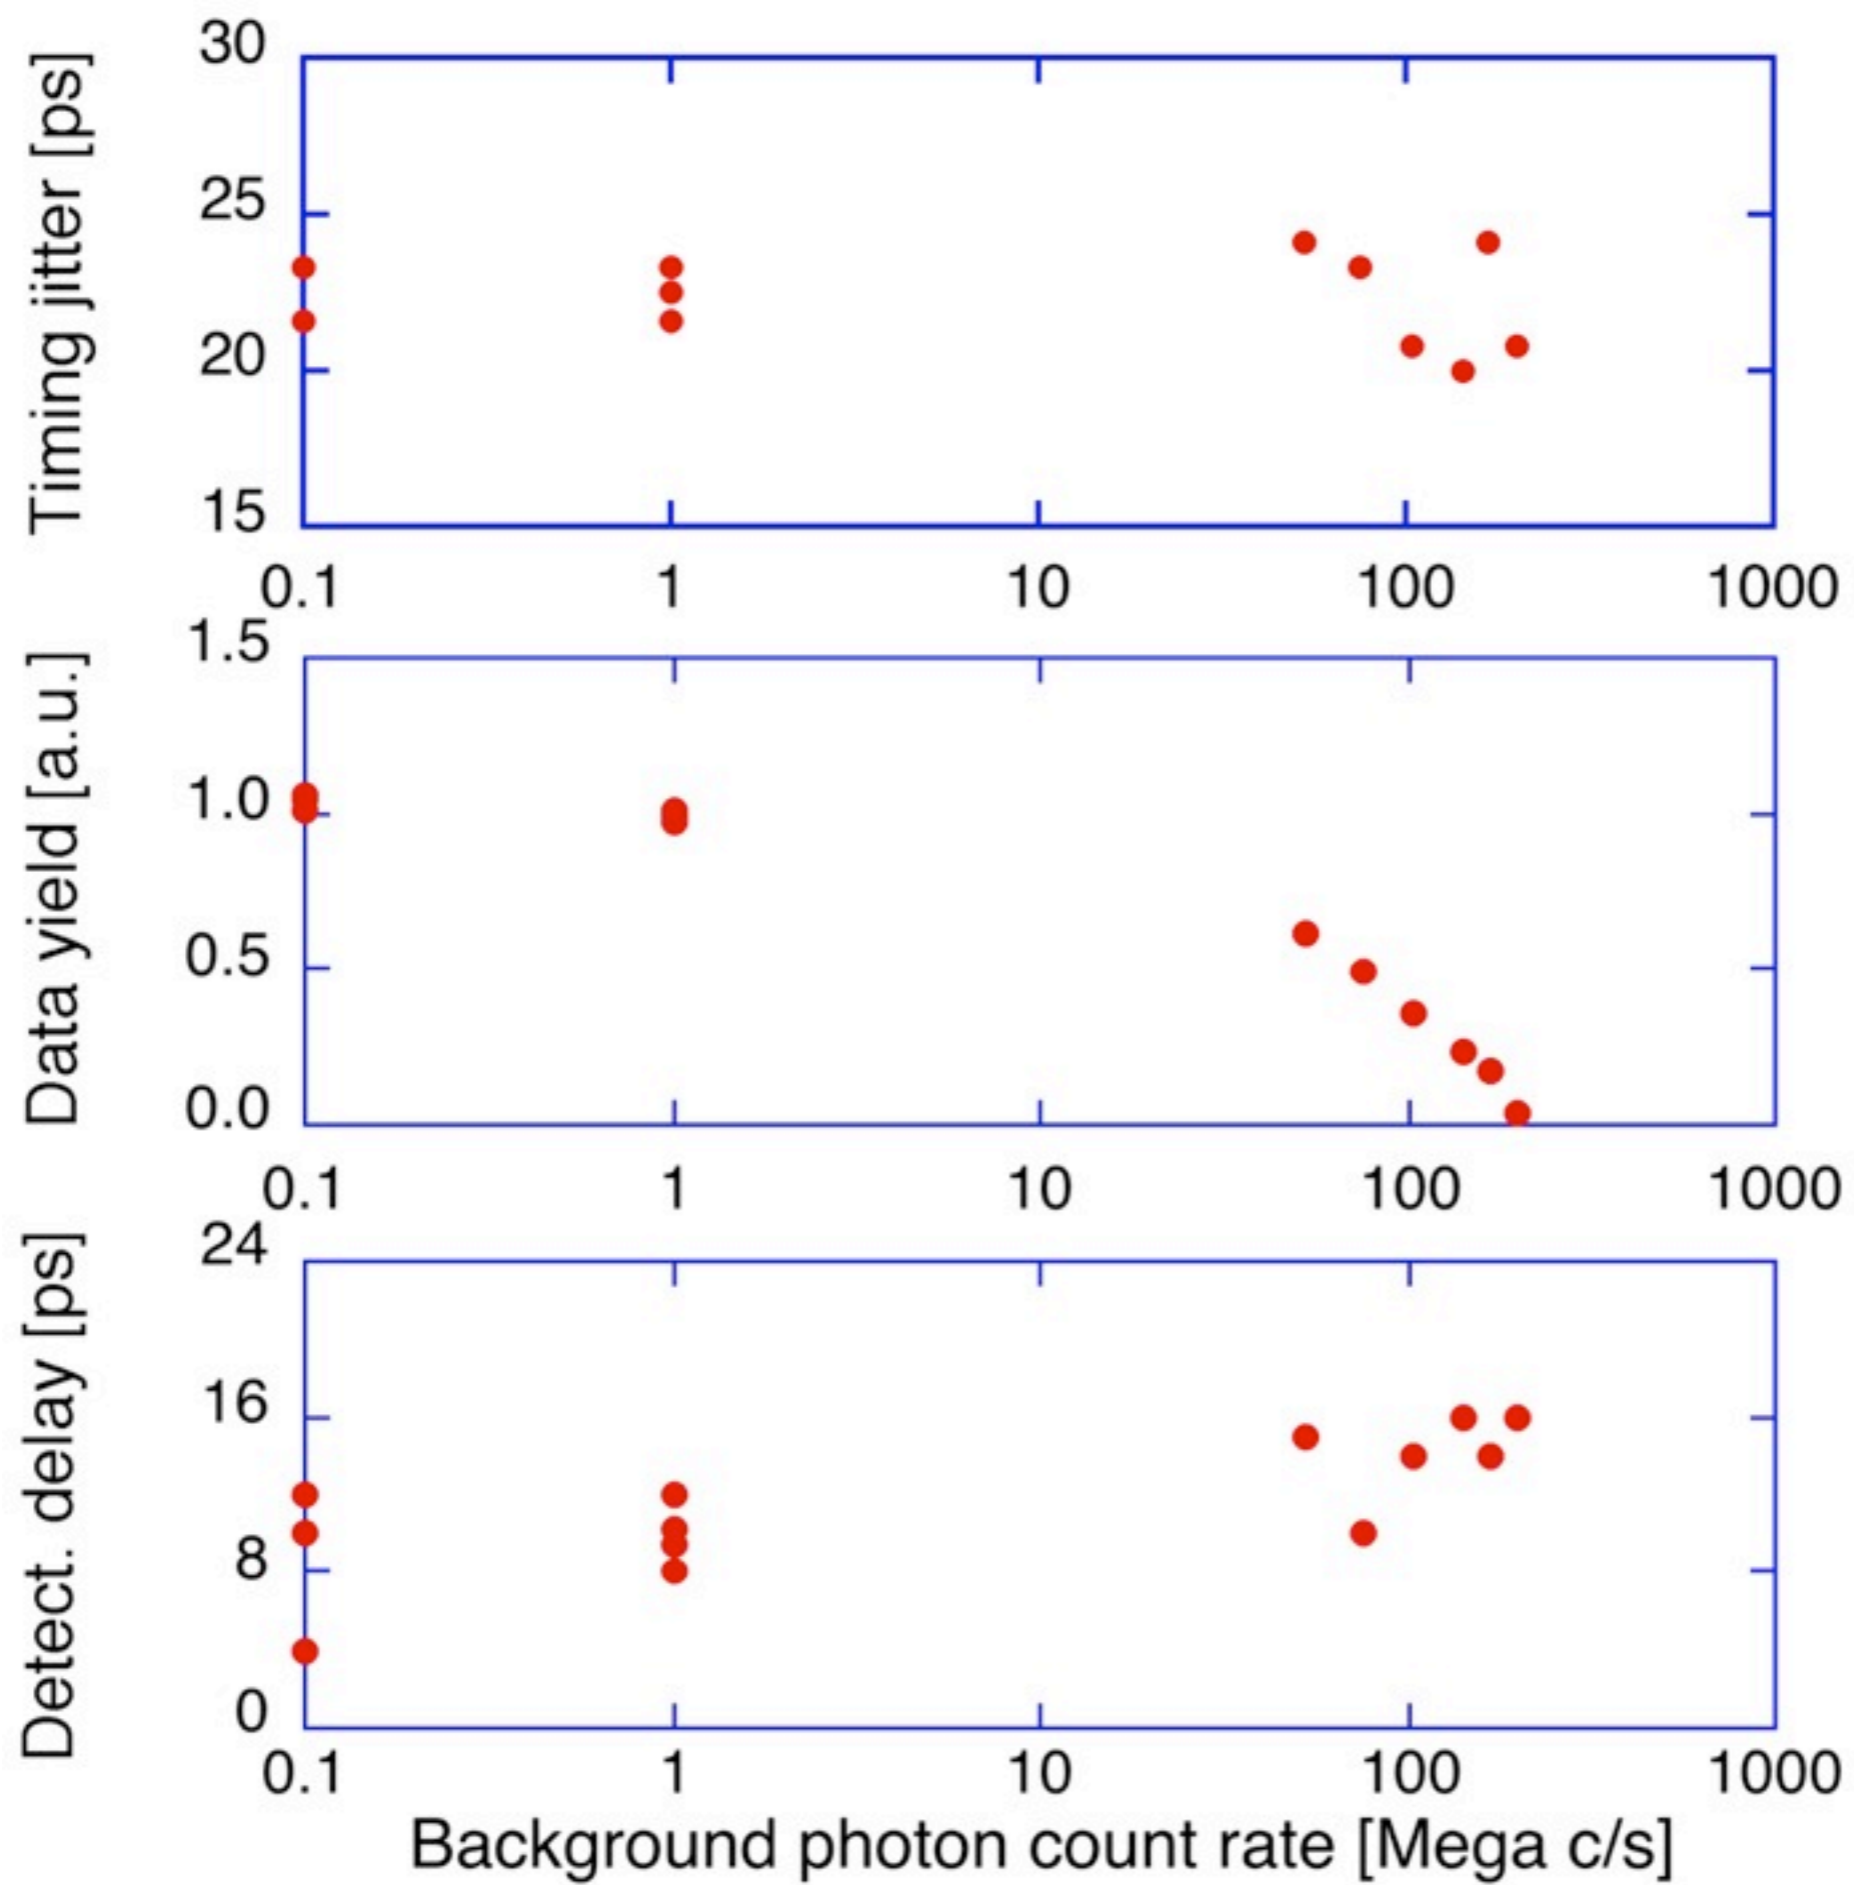 Timing jitter [ps]
30
25
20
15
0.1 1 10 100 1000
Data yield [a.u.]
1.5
1.0
0.5
0.0
0.1 1 10 100 1000
Detect. delay [ps]
24
16
8
0
0.1 1 10 100 1000
Background photon count rate [Mega c/s]